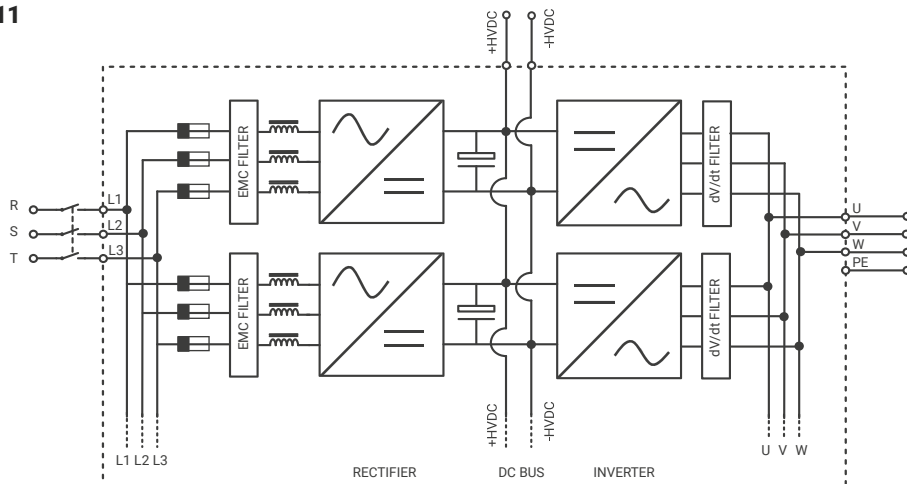 11
+HVDC
-HVDC
EMC FILTER
dV/dt FILTER
R
L1
S
L2
T
L3
U
V
W
PE
EMC FILTER
dV/dt FILTER
+HVDC
-HVDC
L1 L2 L3
RECTIFIER
DC BUS
INVERTER
U V W